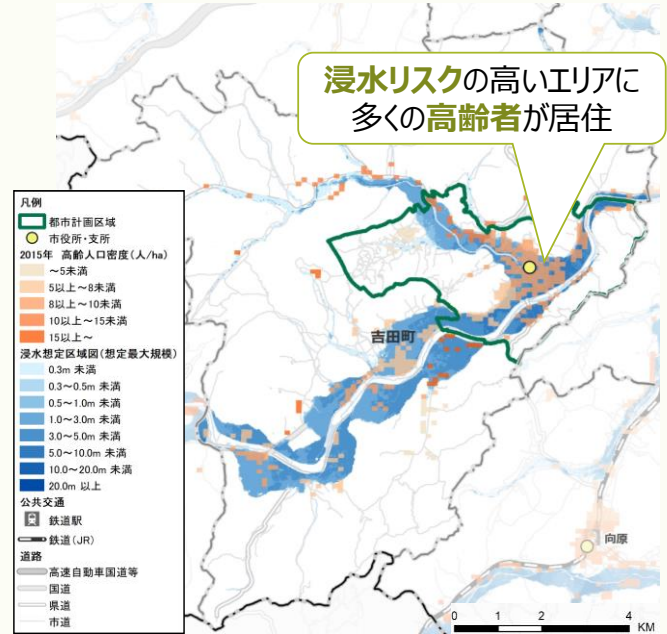 浸水リスクの高いエリアに
多くの高齢者が居住
凡例
都市計画区域
市役所・支所
2015年 高齢人口密度(人/ha)
～5未満
5以上～8未満
8以上～10未満
10以上～15未満
15以上～
浸水想定区域図(想定最大規模)
0.3m 未満
0.3～0.5m 未満
0.5～1.0m 未満
1.0～3.0m 未満
3.0～5.0m 未満
5.0～10.0m 未満
10.0～20.0m 未満
20.0m 以上
公共交通
鉄道駅
鉄道(JR)
道路
高速自動車国道等
国道
県道
市道
吉田町
向原
0 1 2 4
KM